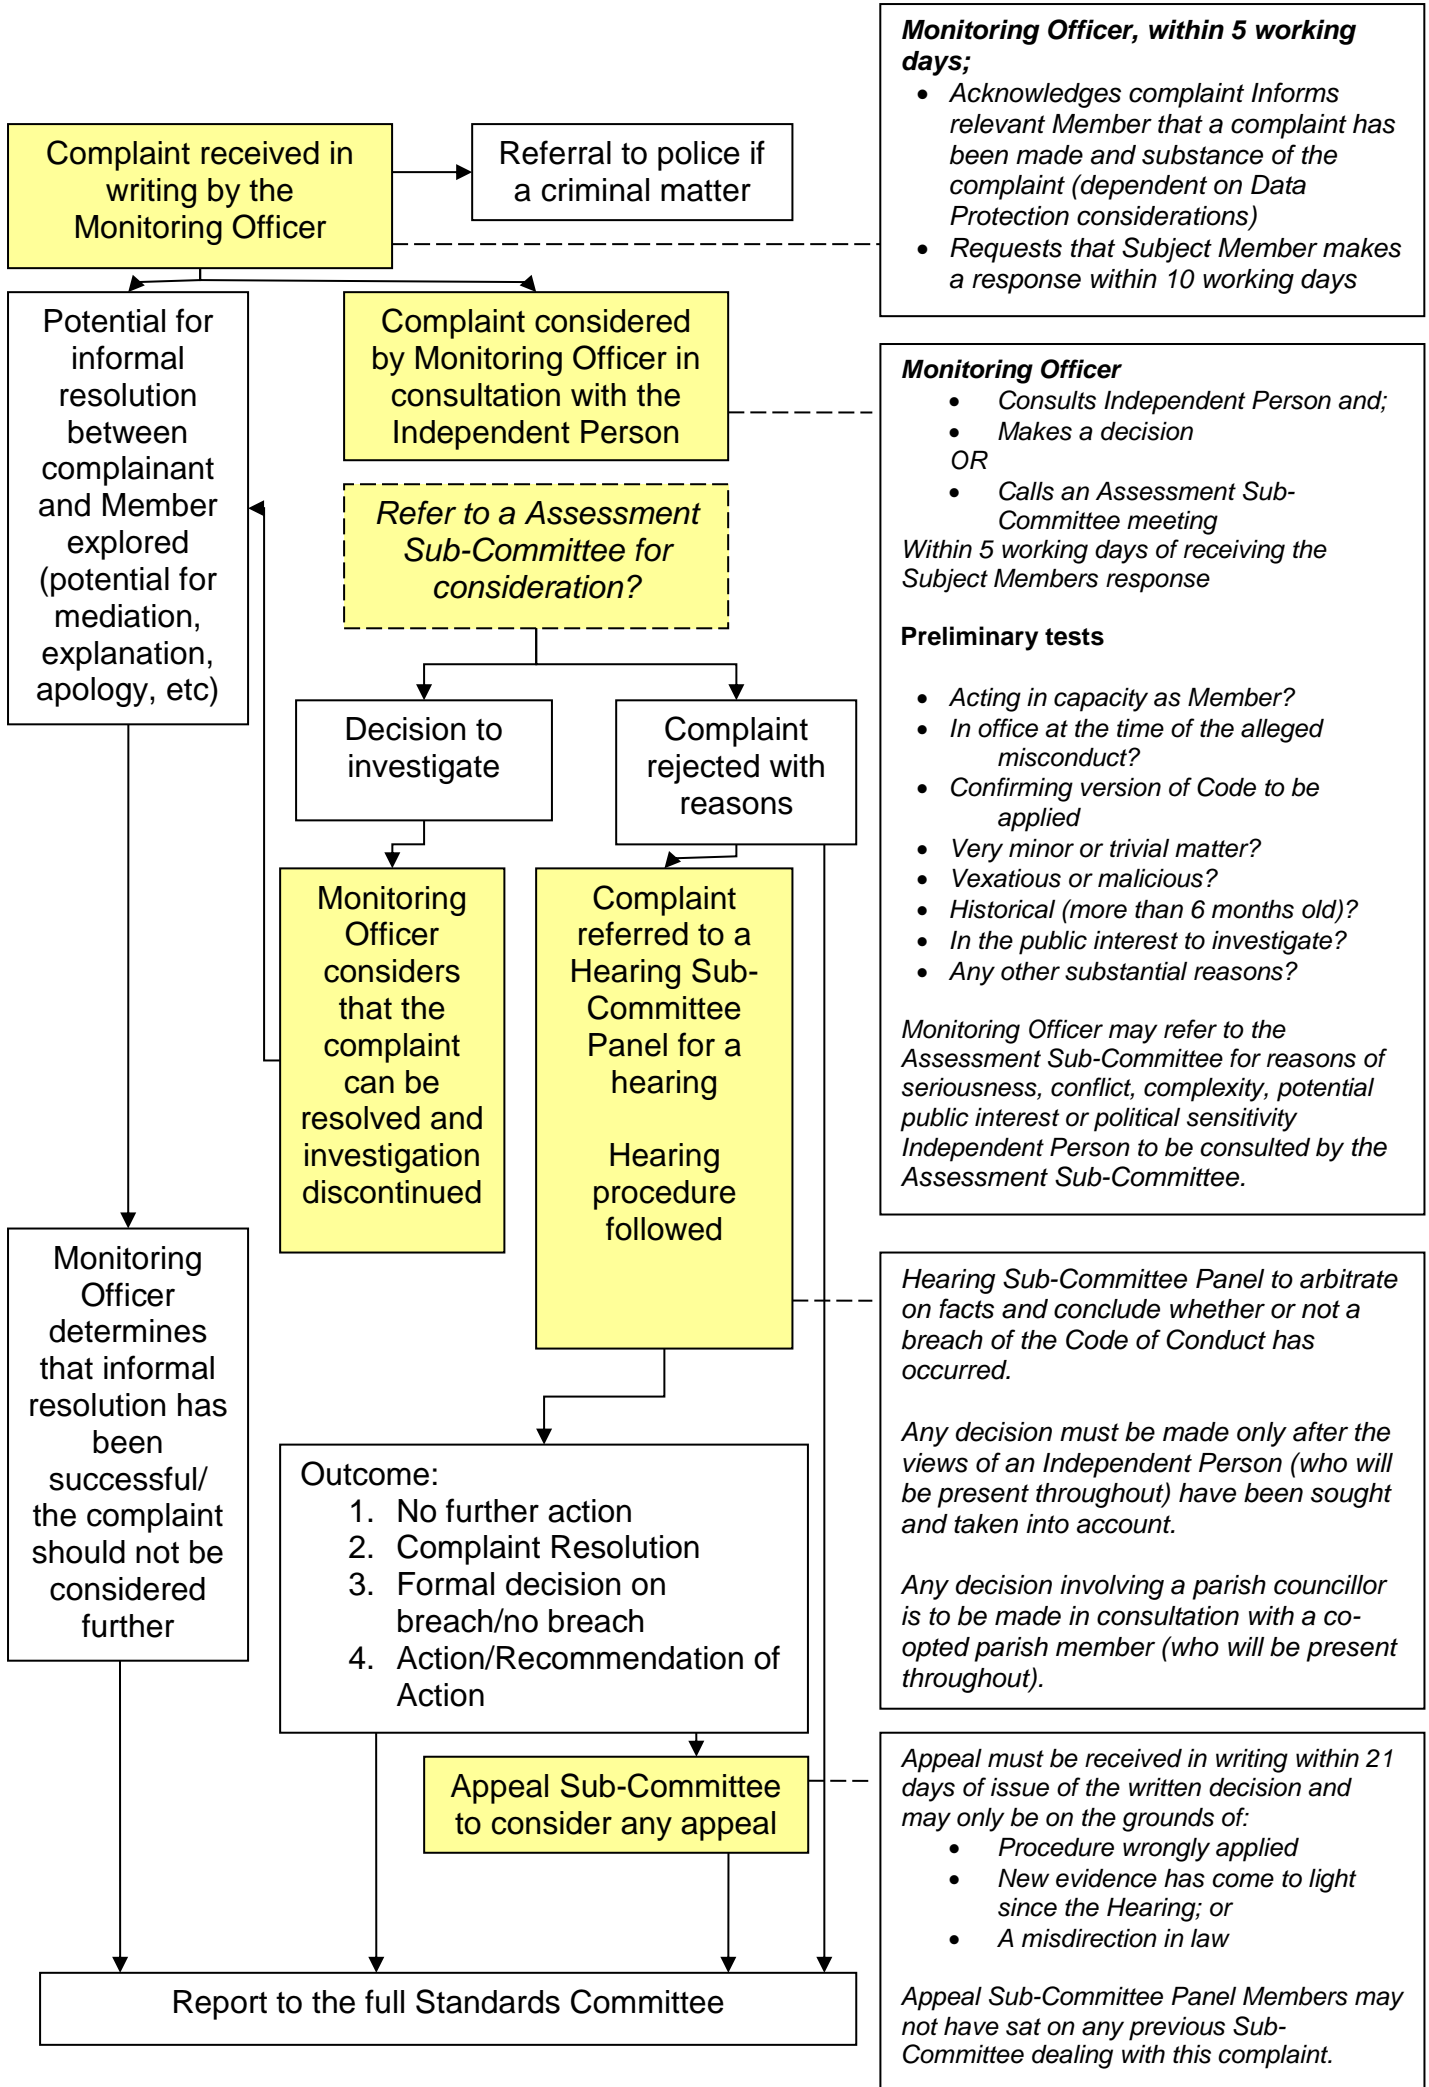 Complaint received in
writing by the
Monitoring Officer
Referral to police if
a criminal matter
Monitoring Officer, within 5 working
days;
• Acknowledges complaint Informs
relevant Member that a complaint has
been made and substance of the
complaint (dependent on Data
Protection considerations)
• Requests that Subject Member makes
a response within 10 working days
Potential for
informal
resolution
between
complainant
and Member
explored
(potential for
mediation,
explanation,
apology, etc)
Complaint considered
by Monitoring Officer in
consultation with the
Independent Person
Refer to a Assessment
Sub-Committee for
consideration?
Monitoring Officer
• Consults Independent Person and;
• Makes a decision
OR
• Calls an Assessment Sub-
Committee meeting
Within 5 working days of receiving the
Subject Members response
Preliminary tests
• Acting in capacity as Member?
• In office at the time of the alleged
misconduct?
• Confirming version of Code to be
applied
• Very minor or trivial matter?
• Vexatious or malicious?
• Historical (more than 6 months old)?
• In the public interest to investigate?
• Any other substantial reasons?
Monitoring Officer may refer to the
Assessment Sub-Committee for reasons of
seriousness, conflict, complexity, potential
public interest or political sensitivity
Independent Person to be consulted by the
Assessment Sub-Committee.
Decision to
investigate
Complaint
rejected with
reasons
Monitoring
Officer
considers
that the
complaint
can be
resolved and
investigation
discontinued
Complaint
referred to a
Hearing Sub-
Committee
Panel for a
hearing
Hearing
procedure
followed
Monitoring
Officer
determines
that informal
resolution has
been
successful/
the complaint
should not be
considered
further
Hearing Sub-Committee Panel to arbitrate
on facts and conclude whether or not a
breach of the Code of Conduct has
occurred.
Any decision must be made only after the
views of an Independent Person (who will
be present throughout) have been sought
and taken into account.
Any decision involving a parish councillor
is to be made in consultation with a co-
opted parish member (who will be present
throughout).
Outcome:
1. No further action
2. Complaint Resolution
3. Formal decision on
breach/no breach
4. Action/Recommendation of
Action
Appeal Sub-Committee
to consider any appeal
Appeal must be received in writing within 21
days of issue of the written decision and
may only be on the grounds of:
• Procedure wrongly applied
• New evidence has come to light
since the Hearing; or
• A misdirection in law
Appeal Sub-Committee Panel Members may
not have sat on any previous Sub-
Committee dealing with this complaint.
Report to the full Standards Committee